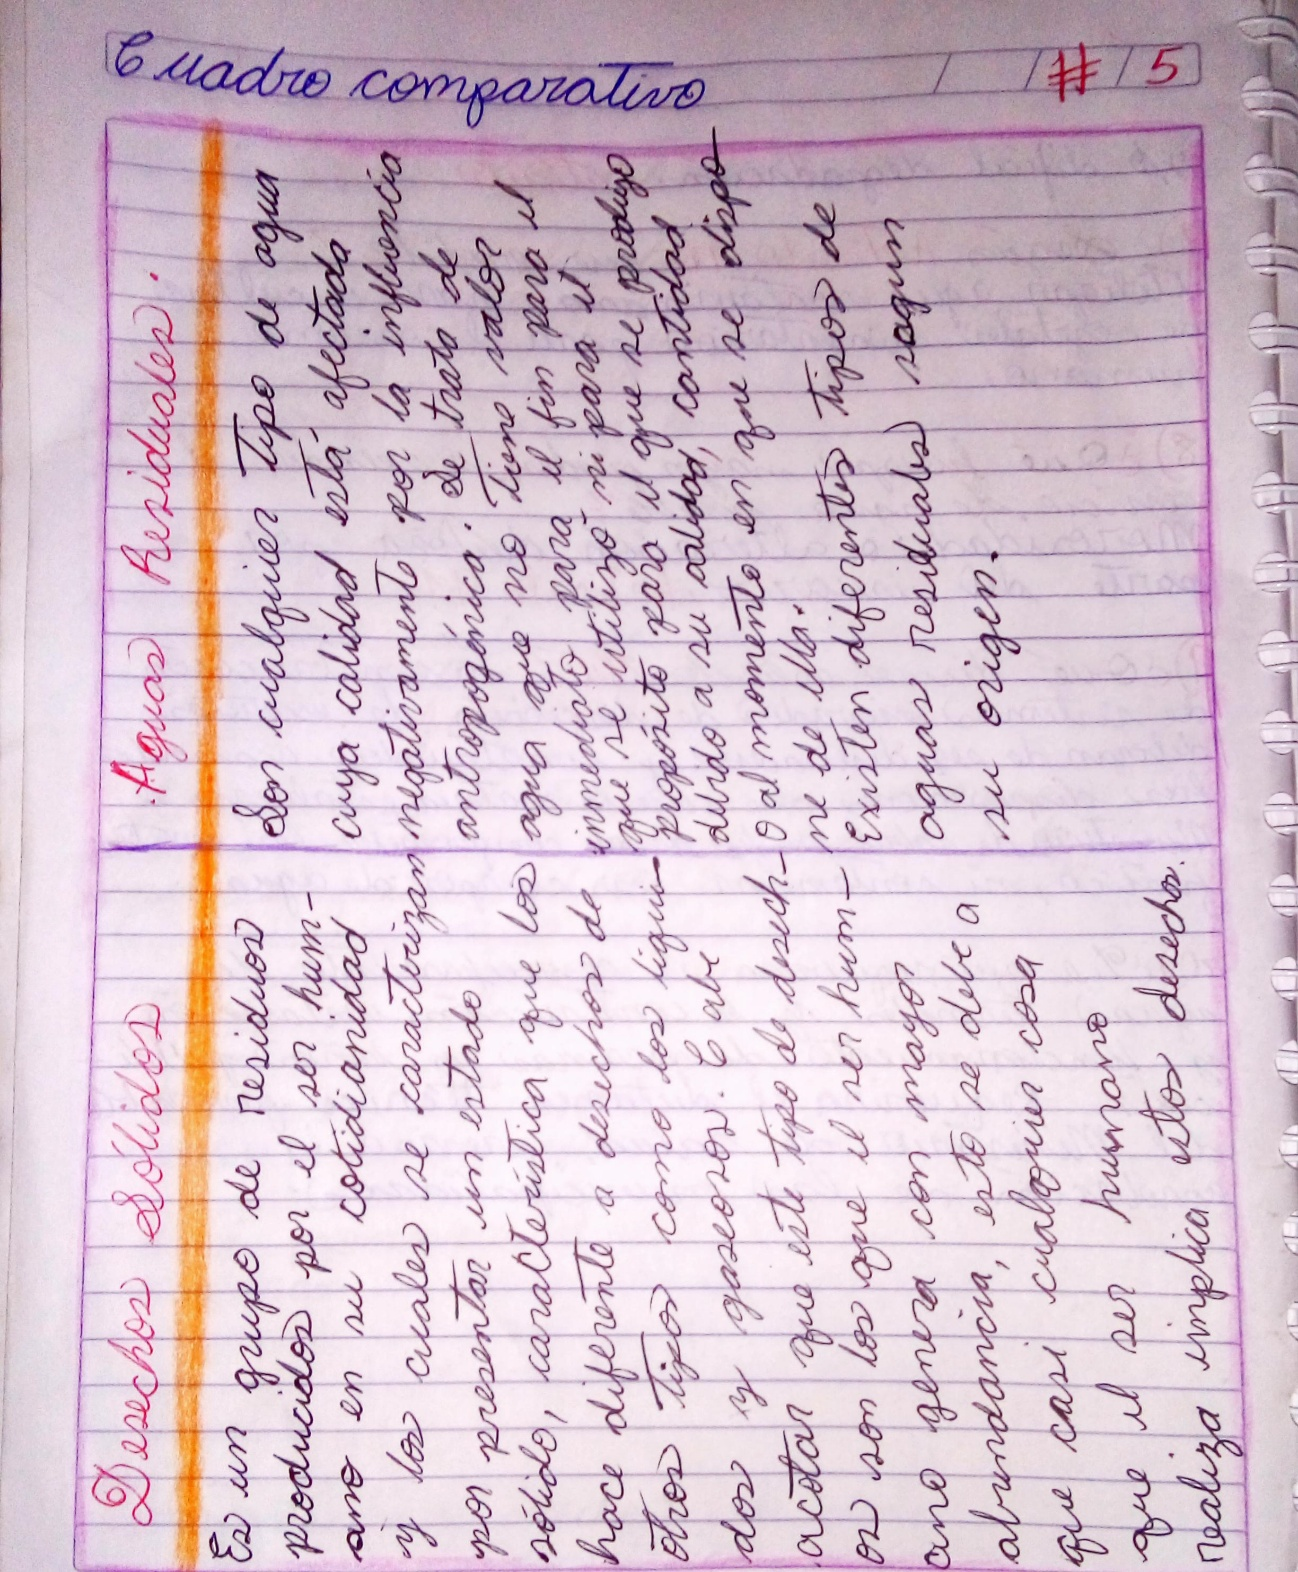 Cuadro comparativo # 5
Desechos Sólidos
Es un grupo de residuos
producidos por el ser hum-
ano en su cotidianidad
y los cuales se caracterizan
por presentar un estado
sólido, característica que los
hace diferente a desechos de
otros tipos como los liqui-
dos y gaseosos. Cabe
acotar que este tipo de desech-
os son los que el ser hum-
ano genera con mayor
abundancia, esto se debe a
que casi cualquier cosa
que el ser humano
realiza implica estos desechos.
Aguas Residuales.
Son cualquier Tipo de agua
cuya calidad está afectada
negativamente por la influencia
antropogénica. Se trata de
agua que no tiene valor
inmediato para el fin para el
que se utilizó ni para el
propósito para el que se produjo
debido a su calidad, cantidad
O al momento en que se dispo-
ne de ella.
Existen diferentes tipos de
aguas residuales según
su origen.